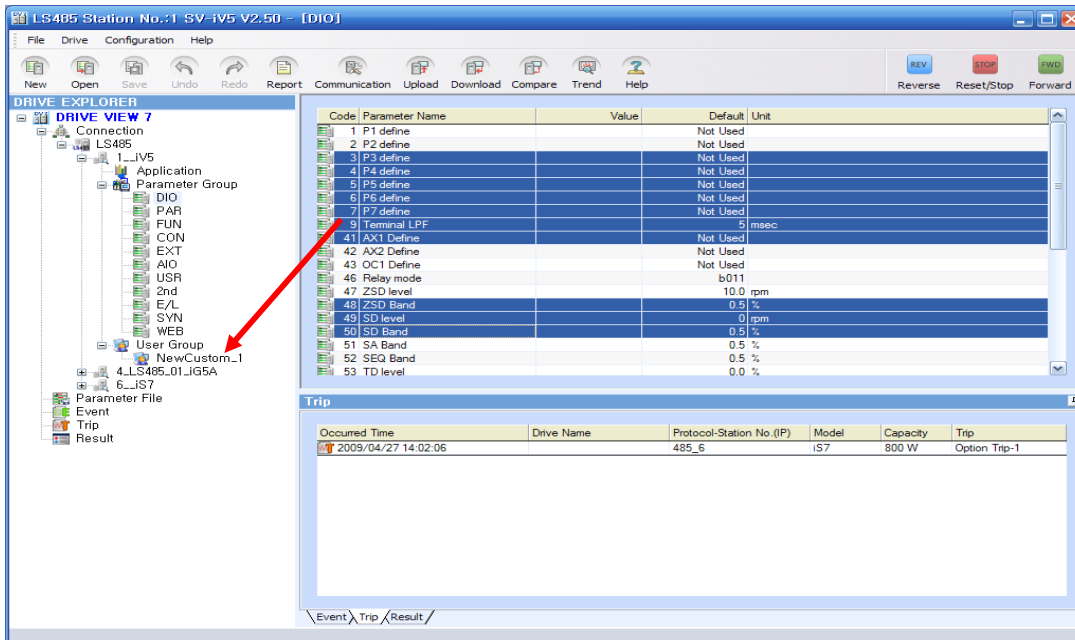 LS485 Station No.:1 SV-iV5 V2.50 - [DIO]
File Drive Configuration Help
New Open Save Undo Redo Report Communication Upload Download Compare Trend Help REV Reverse STOP Reset/Stop FWD Forward
DRIVE EXPLORER
DRIVE VIEW 7
Connection
LS485
1__iV5
Application
Parameter Group
DIO
PAR
FUN
CON
EXT
AIO
USR
2nd
E/L
SYN
WEB
User Group
NewCustom_1
4_LS485_01_iG5A
6__iS7
Parameter File
Event
Trip
Result
Code Parameter Name Value Default Unit
1 P1 define Not Used
2 P2 define Not Used
3 P3 define Not Used
4 P4 define Not Used
5 P5 define Not Used
6 P6 define Not Used
7 P7 define Not Used
9 Terminal LPF 5 msec
41 AX1 Define Not Used
42 AX2 Define Not Used
43 OC1 Define Not Used
46 Relay mode b011
47 ZSD level 10.0 rpm
48 ZSD Band 0.5 %
49 SD level 0 rpm
50 SD Band 0.5 %
51 SA Band 0.5 %
52 SEQ Band 0.5 %
53 TD level 0.0 %
Trip
Occurred Time Drive Name Protocol-Station No.(IP) Model Capacity Trip
2009/04/27 14:02:06 485_6 iS7 800 W Option Trip-1
Event Trip Result